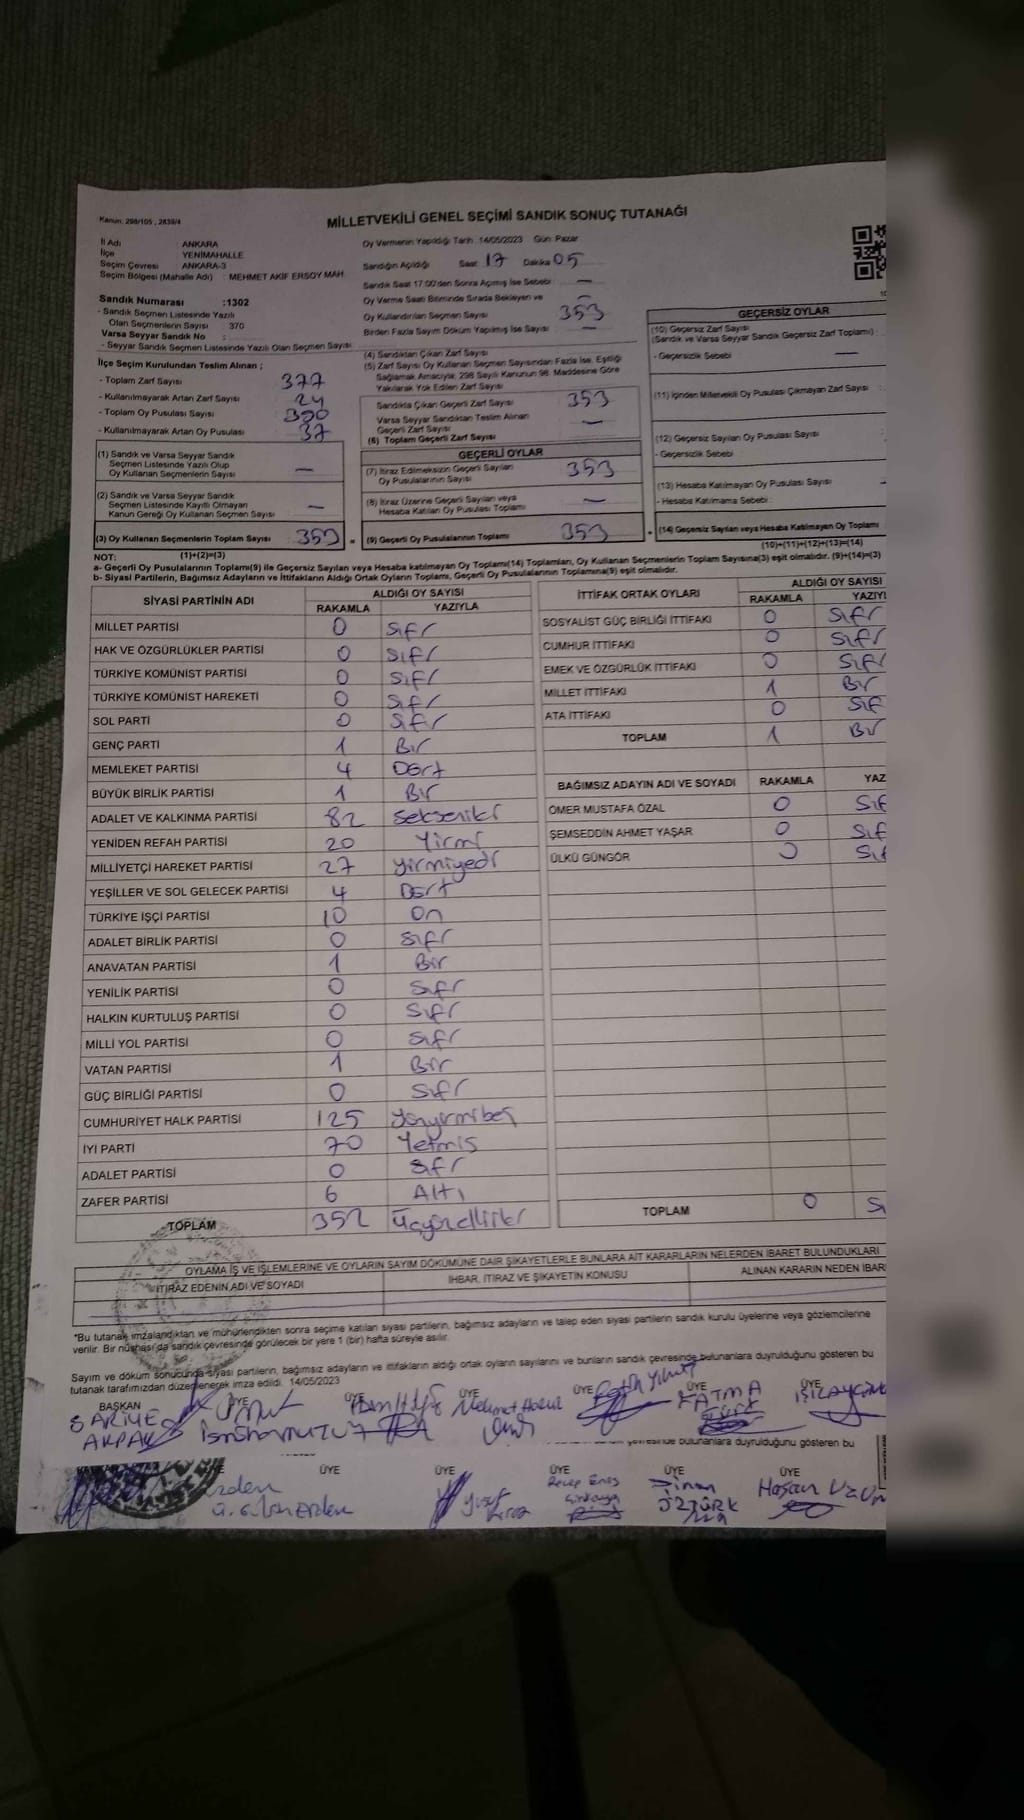 Kanun: 298/105 , 2839/4
MİLLETVEKİLİ GENEL SEÇİMİ SANDIK SONUÇ TUTANAĞI
İl Adı ANKARA
İlçe YENİMAHALLE
Seçim Çevresi ANKARA-3
Seçim Bölgesi (Mahalle Adı) : MEHMET AKİF ERSOY MAH.
Sandık Numarası :1302
- Sandık Seçmen Listesinde Yazılı
Olan Seçmenlerin Sayısı 370
Varsa Seyyar Sandık No :
- Seyyar Sandık Seçmen Listesinde Yazılı Olan Seçmen Sayısı
Oy Vermenin Yapıldığı Tarih : 14/05/2023 Gün: Pazar
Sandığın Açıldığı Saat 17 Dakika 05
Sandık Saat 17.00'den Sonra Açımış İse Sebebi : —
Oy Verme Saati Bitiminde Sırada Bekleyen ve —
Oy Kullandırılan Seçmen Sayısı 353
Birden Fazla Sayım Döküm Yapılmış İse Sayısı —
İlçe Seçim Kurulundan Teslim Alınan ;
- Toplam Zarf Sayısı 377
- Kullanılmayarak Artan Zarf Sayısı 24
- Toplam Oy Pusulası Sayısı 390
- Kullanılmayarak Artan Oy Pusulası 37
(4) Sandıktan Çıkan Zarf Sayısı
(5) Zarf Sayısı Oy Kullanan Seçmen Sayısından Fazla İse, Eşitliği
Sağlamak Amacıyla, 298 Sayılı Kanunun 98. Maddesine Göre
Yakılarak Yok Edilen Zarf Sayısı
Sandıkta Çıkan Geçerli Zarf Sayısı 353
Varsa Seyyar Sandıktan Teslim Alınan
Geçerli Zarf Sayısı —
(6) Toplam Geçerli Zarf Sayısı
GEÇERSİZ OYLAR
(10) Geçersiz Zarf Sayısı
(Sandık ve Varsa Seyyar Sandık Geçersiz Zarf Toplamı) :
- Geçersizlik Sebebi —
(11) İçinden Milletvekili Oy Pusulası Çıkmayan Zarf Sayısı :
(12) Geçersiz Sayılan Oy Pusulası Sayısı
- Geçersizlik Sebebi
(13) Hesaba Katılmayan Oy Pusulası Sayısı
- Hesaba Katılmama Sebebi :
(14) Geçersiz Sayılan veya Hesaba Katılmayan Oy Toplamı
(10)+(11)+(12)+(13)=(14)
(1) Sandık ve Varsa Seyyar Sandık
Seçmen Listesinde Yazılı Olup
Oy Kullanan Seçmenlerin Sayısı —
(2) Sandık ve Varsa Seyyar Sandık
Seçmen Listesinde Kayıtlı Olmayan
Kanun Gereği Oy Kullanan Seçmen Sayısı —
(3) Oy Kullanan Seçmenlerin Toplam Sayısı 353 =
(1)+(2)=(3)
GEÇERLİ OYLAR
(7) İtiraz Edilmeksizin Geçerli Sayılan
Oy Pusulalarının Sayısı 353
(8) İtiraz Üzerine Geçerli Sayılan veya
Hesaba Katılan Oy Pusulası Toplamı —
(9) Geçerli Oy Pusulalarının Toplamı 353 +
NOT:
a- Geçerli Oy Pusulalarının Toplamı(9) ile Geçersiz Sayılan veya Hesaba katılmayan Oy Toplamı(14) Toplamları, Oy Kullanan Seçmenlerin Toplam Sayısına(3) eşit olmalıdır. (9)+(14)=(3)
b- Siyasi Partilerin, Bağımsız Adayların ve İttifakların Aldığı Ortak Oyların Toplamı, Geçerli Oy Pusulalarının Toplamına(9) eşit olmalıdır.
SİYASİ PARTİNİN ADI ALDIĞI OY SAYISI
RAKAMLA YAZIYLA
MİLLET PARTİSİ 0 Sıfır
HAK VE ÖZGÜRLÜKLER PARTİSİ 0 Sıfır
TÜRKİYE KOMÜNİST PARTİSİ 0 Sıfır
TÜRKİYE KOMÜNİST HAREKETİ 0 Sıfır
SOL PARTİ 0 Sıfır
GENÇ PARTİ 1 Bir
MEMLEKET PARTİSİ 4 Dört
BÜYÜK BİRLİK PARTİSİ 1 Bir
ADALET VE KALKINMA PARTİSİ 82 Sekseniki
YENİDEN REFAH PARTİSİ 20 Yirmi
MİLLİYETÇİ HAREKET PARTİSİ 27 Yirmiyedi
YEŞİLLER VE SOL GELECEK PARTİSİ 4 Dört
TÜRKİYE İŞÇİ PARTİSİ 10 On
ADALET BİRLİK PARTİSİ 0 Sıfır
ANAVATAN PARTİSİ 1 Bir
YENİLİK PARTİSİ 0 Sıfır
HALKIN KURTULUŞ PARTİSİ 0 Sıfır
MİLLİ YOL PARTİSİ 0 Sıfır
VATAN PARTİSİ 1 Bir
GÜÇ BİRLİĞİ PARTİSİ 0 Sıfır
CUMHURİYET HALK PARTİSİ 125 Yüzyirmibeş
İYİ PARTİ 70 Yetmiş
ADALET PARTİSİ 0 Sıfır
ZAFER PARTİSİ 6 Altı
TOPLAM 352 Üçyüzelliiki
İTTİFAK ORTAK OYLARI ALDIĞI OY SAYISI
RAKAMLA YAZIYL
SOSYALİST GÜÇ BİRLİĞİ İTTİFAKI 0 Sıfır
CUMHUR İTTİFAKI 0 Sıfır
EMEK VE ÖZGÜRLÜK İTTİFAKI 0 Sıfır
MİLLET İTTİFAKI 1 Bir
ATA İTTİFAKI 0 Sıf
TOPLAM 1 Bir
BAĞIMSIZ ADAYIN ADI VE SOYADI RAKAMLA YAZ
ÖMER MUSTAFA ÖZAL 0 Sıf
ŞEMSEDDİN AHMET YAŞAR 0 Sıf
ÜLKÜ GÜNGÖR 0 Sıf
TOPLAM 0 Sı
OYLAMA İŞ VE İŞLEMLERİNE VE OYLARIN SAYIM DÖKÜMÜNE DAİR ŞİKAYETLERLE BUNLARA AİT KARARLARIN NELERDEN İBARET BULUNDUKLARI
İTİRAZ EDENİN ADI VE SOYADI İHBAR, İTİRAZ VE ŞİKAYETİN KONUSU ALINAN KARARIN NEDEN İBAR
*Bu tutanak imzalandıktan ve mühürlendikten sonra seçime katılan siyasi partilerin, bağımsız adayların ve talep eden siyasi partilerin sandık kurulu üyelerine veya gözlemcilerine
verilir. Bir nüshası da sandık çevresinde görülecek bir yere 1 (bir) hafta süreyle asılır.
Sayım ve döküm sonucunda siyasi partilerin, bağımsız adayların ve ittifakların aldığı ortak oyların sayılarını ve bunların sandık çevresinde bulunanlara duyrulduğunu gösteren bu
tutanak tarafımızdan düzenlenerek imza edildi. 14/05/2023
BAŞKAN ÜYE ÜYE ÜYE ÜYE ÜYE ÜYE
Mehmet FATMA
çevresinde bulunanlara duyrulduğunu gösteren bu
ÜYE ÜYE ÜYE ÜYE ÜYE
Erden Yusuf Recep Enes Sinan Hasan
ÖZTÜRK